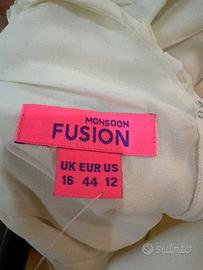 MONSOON
FUSION
UK EUR US
16 44 12
subito